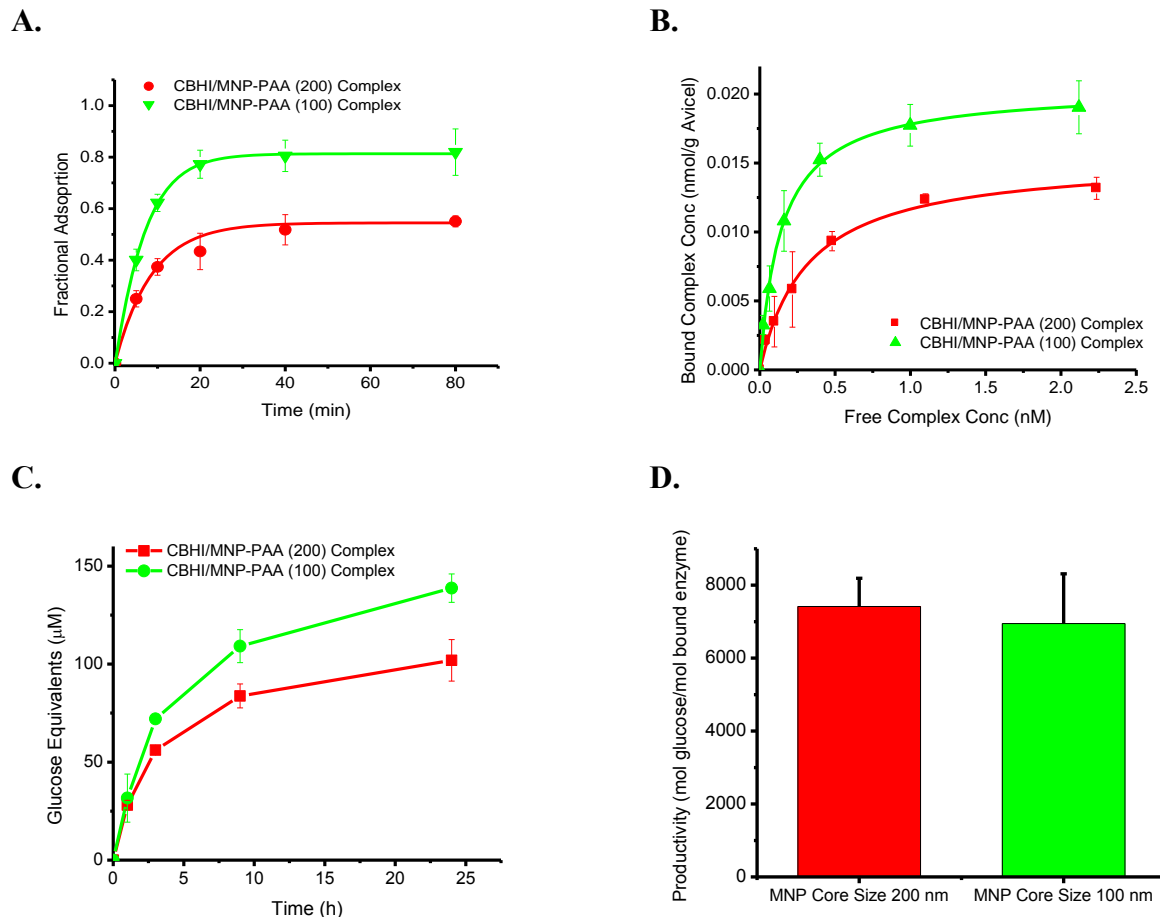 A.
CBHI/MNP-PAA (200) Complex
CBHI/MNP-PAA (100) Complex
1.0
0.8
0.6
0.4
0.2
0.0
0
20
40
60
80
Fractional Adsoprtion
Time (min)
B.
0.020
0.015
0.010
0.005
0.000
0.0
0.5
1.0
1.5
2.0
2.5
Bound Complex Conc (nmol/g Avicel)
CBHI/MNP-PAA (200) Complex
CBHI/MNP-PAA (100) Complex
Free Complex Conc (nM)
C.
CBHI/MNP-PAA (200) Complex
CBHI/MNP-PAA (100) Complex
150
100
50
0
0
5
10
15
20
25
Glucose Equivalents (μM)
Time (h)
D.
8000
6000
4000
2000
0
Productivity (mol glucose/mol bound enzyme)
MNP Core Size 200 nm
MNP Core Size 100 nm